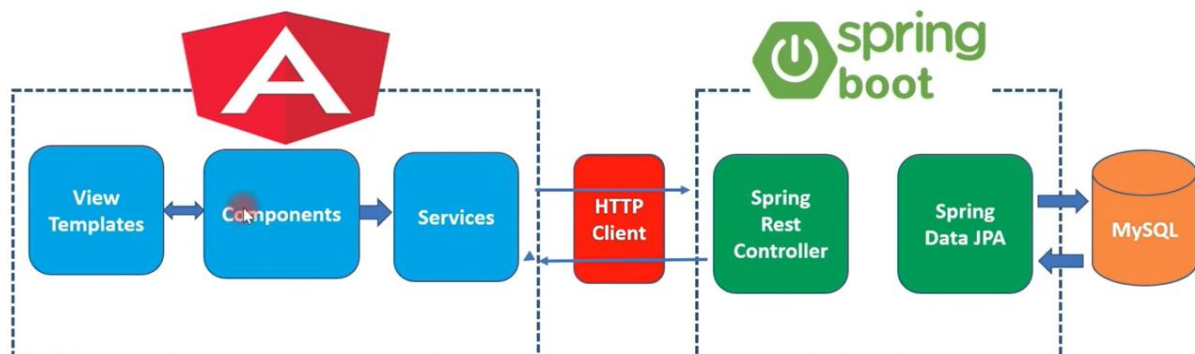 A
spring
boot
View
Templates
Components
Services
HTTP
Client
Spring
Rest
Controller
Spring
Data JPA
MySQL